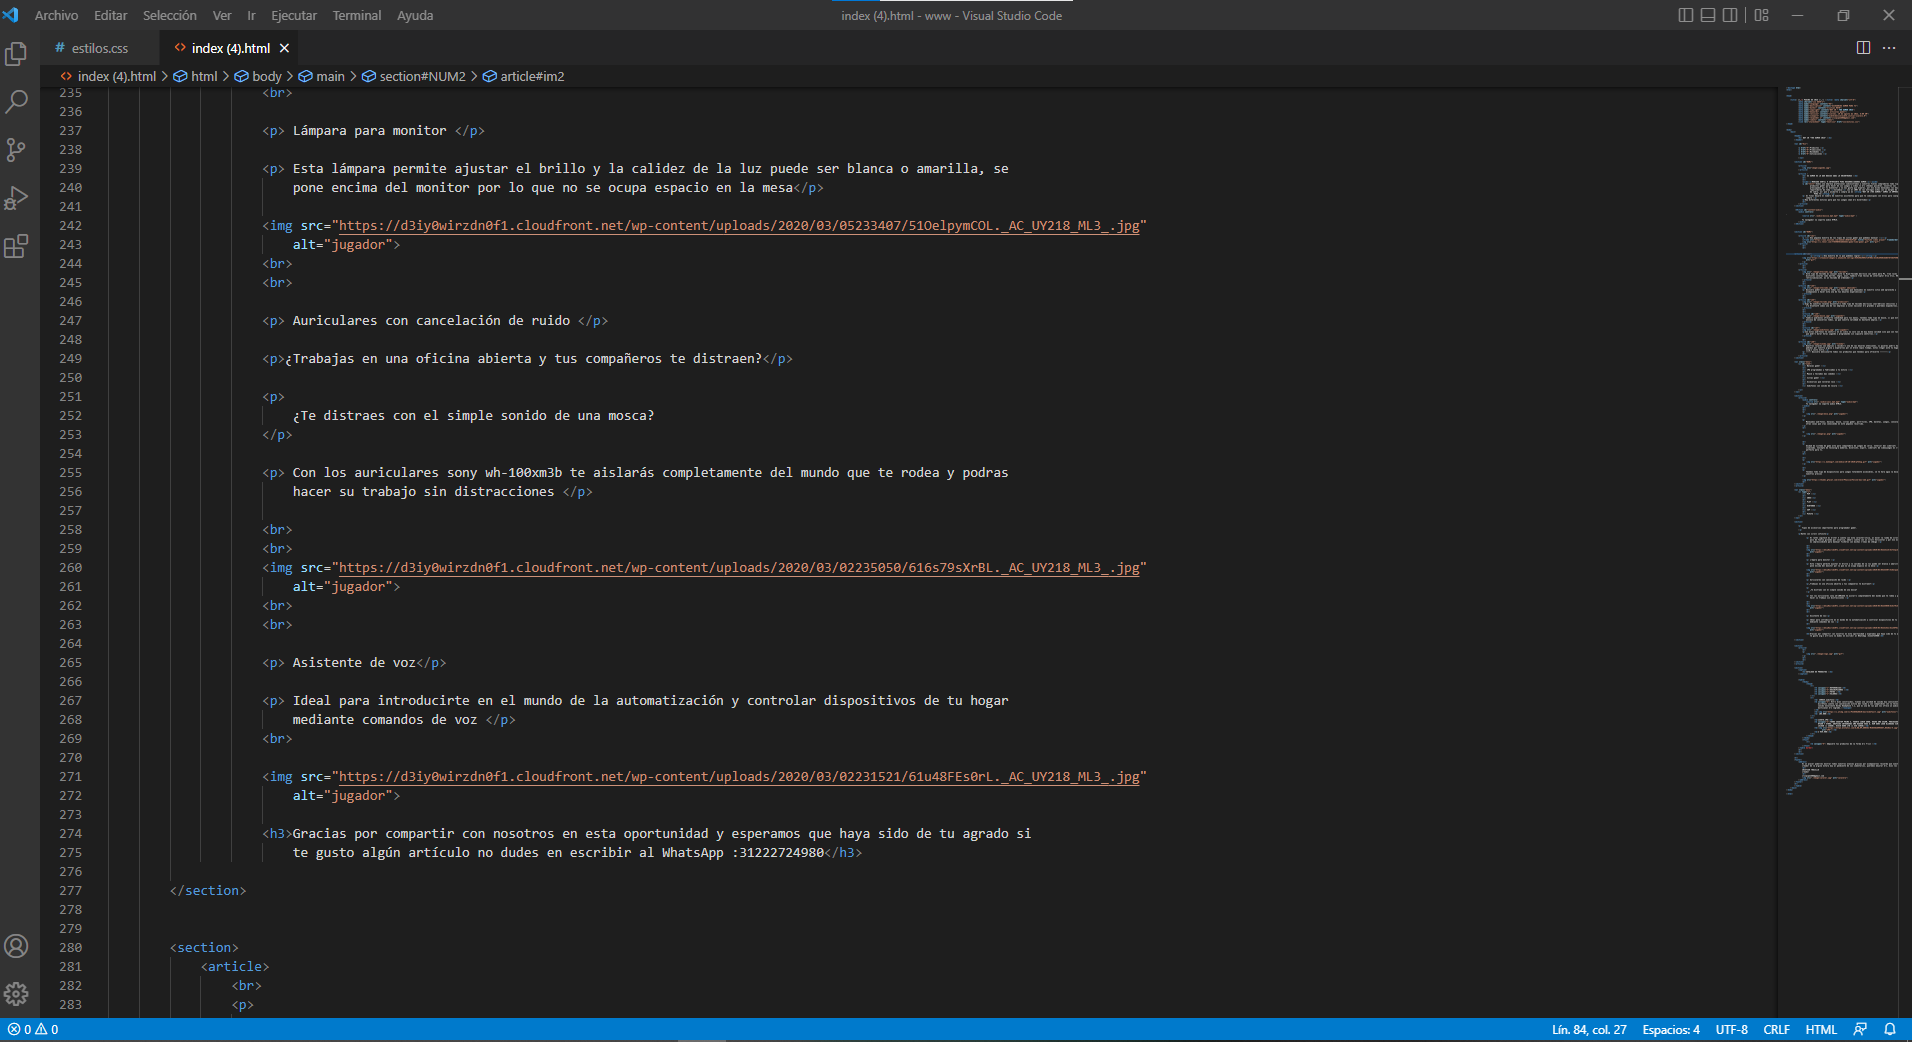 Archivo Editar Selección Ver Ir Ejecutar Terminal Ayuda
index (4).html - www - Visual Studio Code
# estilos.css
<> index (4).html ×
<> index (4).html > html > body > main > section#NUM2 > article#im2
235 <br>
236
237 <p> Lámpara para monitor </p>
238
239 <p> Esta lámpara permite ajustar el brillo y la calidez de la luz puede ser blanca o amarilla, se
240 pone encima del monitor por lo que no se ocupa espacio en la mesa</p>
241
242 <img src="https://d3iy0wirzdn0f1.cloudfront.net/wp-content/uploads/2020/03/05233407/51OelpymCOL._AC_UY218_ML3_.jpg"
243 alt="jugador">
244 <br>
245 <br>
246
247 <p> Auriculares con cancelación de ruido </p>
248
249 <p>¿Trabajas en una oficina abierta y tus compañeros te distraen?</p>
250
251 <p>
252 ¿Te distraes con el simple sonido de una mosca?
253 </p>
254
255 <p> Con los auriculares sony wh-100xm3b te aislarás completamente del mundo que te rodea y podras
256 hacer su trabajo sin distracciones </p>
257
258 <br>
259 <br>
260 <img src="https://d3iy0wirzdn0f1.cloudfront.net/wp-content/uploads/2020/03/02235050/616s79sXrBL._AC_UY218_ML3_.jpg"
261 alt="jugador">
262 <br>
263 <br>
264
265 <p> Asistente de voz</p>
266
267 <p> Ideal para introducirte en el mundo de la automatización y controlar dispositivos de tu hogar
268 mediante comandos de voz </p>
269 <br>
270
271 <img src="https://d3iy0wirzdn0f1.cloudfront.net/wp-content/uploads/2020/03/02231521/61u48FEs0rL._AC_UY218_ML3_.jpg"
272 alt="jugador">
273
274 <h3>Gracias por compartir con nosotros en esta oportunidad y esperamos que haya sido de tu agrado si
275 te gusto algún artículo no dudes en escribir al WhatsApp :31222724980</h3>
276
277 </section>
278
279
280 <section>
281 <article>
282 <br>
283 <p>
0 0
Lín. 84, col. 27 Espacios: 4 UTF-8 CRLF HTML